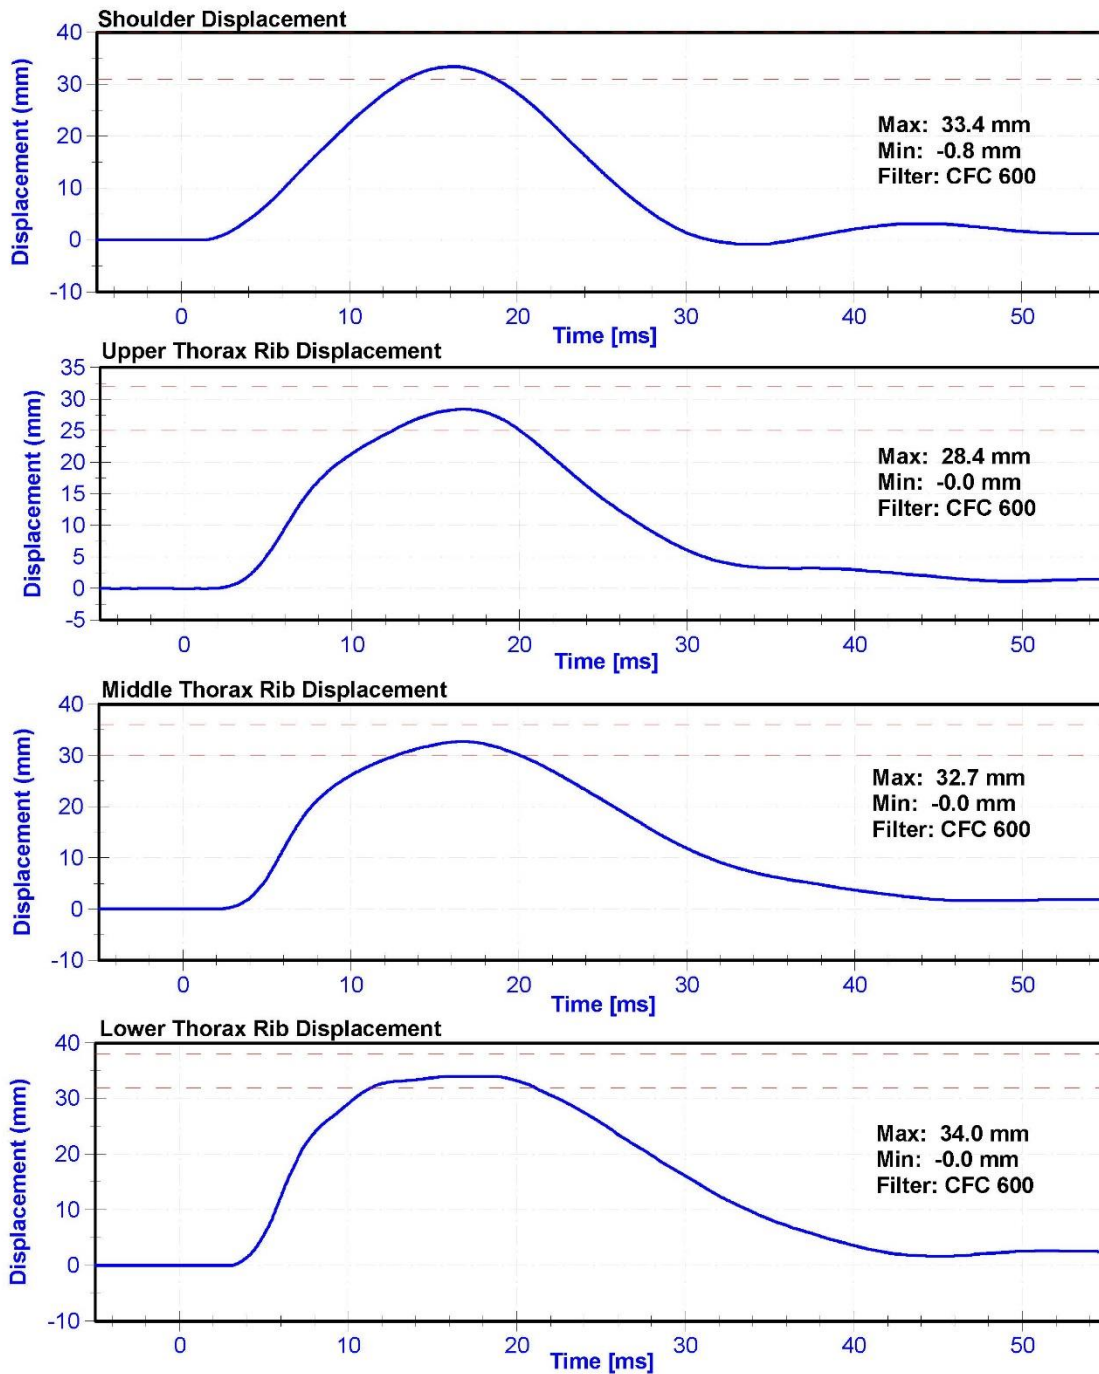 Shoulder Displacement
40
30
20
10
0
-10
Displacement (mm)
Max: 33.4 mm
Min: -0.8 mm
Filter: CFC 600
0 10 20 30 40 50
Time [ms]
Upper Thorax Rib Displacement
35
30
25
20
15
10
5
0
-5
Displacement (mm)
Max: 28.4 mm
Min: -0.0 mm
Filter: CFC 600
0 10 20 30 40 50
Time [ms]
Middle Thorax Rib Displacement
40
30
20
10
0
-10
Displacement (mm)
Max: 32.7 mm
Min: -0.0 mm
Filter: CFC 600
0 10 20 30 40 50
Time [ms]
Lower Thorax Rib Displacement
40
30
20
10
0
-10
Displacement (mm)
Max: 34.0 mm
Min: -0.0 mm
Filter: CFC 600
0 10 20 30 40 50
Time [ms]